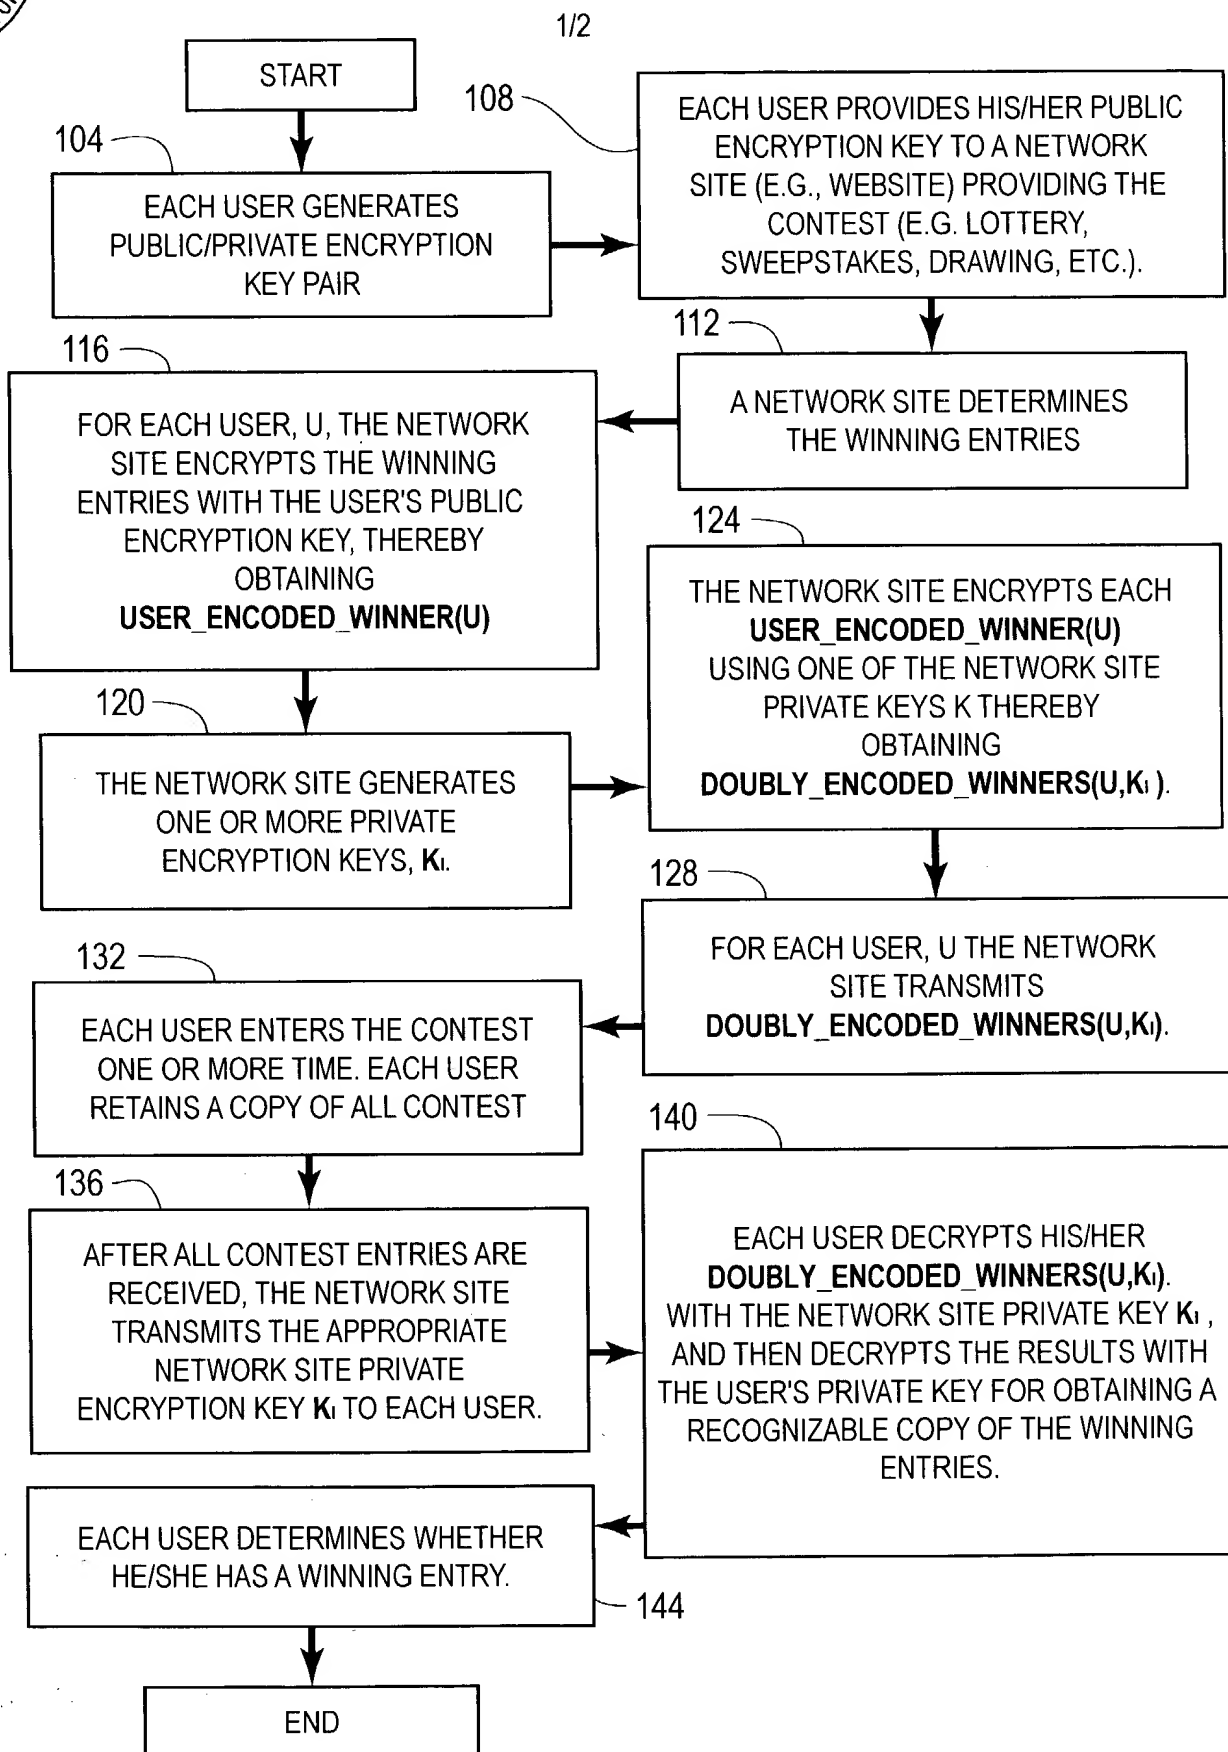 1/2
START
104
EACH USER GENERATES
PUBLIC/PRIVATE ENCRYPTION
KEY PAIR
108
EACH USER PROVIDES HIS/HER PUBLIC
ENCRYPTION KEY TO A NETWORK
SITE (E.G., WEBSITE) PROVIDING THE
CONTEST (E.G. LOTTERY,
SWEEPSTAKES, DRAWING, ETC.).
112
A NETWORK SITE DETERMINES
THE WINNING ENTRIES
116
FOR EACH USER, U, THE NETWORK
SITE ENCRYPTS THE WINNING
ENTRIES WITH THE USER'S PUBLIC
ENCRYPTION KEY, THEREBY
OBTAINING
USER_ENCODED_WINNER(U)
120
THE NETWORK SITE GENERATES
ONE OR MORE PRIVATE
ENCRYPTION KEYS, KI.
124
THE NETWORK SITE ENCRYPTS EACH
USER_ENCODED_WINNER(U)
USING ONE OF THE NETWORK SITE
PRIVATE KEYS K THEREBY
OBTAINING
DOUBLY_ENCODED_WINNERS(U,KI ).
128
FOR EACH USER, U THE NETWORK
SITE TRANSMITS
DOUBLY_ENCODED_WINNERS(U,KI).
132
EACH USER ENTERS THE CONTEST
ONE OR MORE TIME. EACH USER
RETAINS A COPY OF ALL CONTEST
136
AFTER ALL CONTEST ENTRIES ARE
RECEIVED, THE NETWORK SITE
TRANSMITS THE APPROPRIATE
NETWORK SITE PRIVATE
ENCRYPTION KEY KI TO EACH USER.
140
EACH USER DECRYPTS HIS/HER
DOUBLY_ENCODED_WINNERS(U,KI).
WITH THE NETWORK SITE PRIVATE KEY KI ,
AND THEN DECRYPTS THE RESULTS WITH
THE USER'S PRIVATE KEY FOR OBTAINING A
RECOGNIZABLE COPY OF THE WINNING
ENTRIES.
EACH USER DETERMINES WHETHER
HE/SHE HAS A WINNING ENTRY.
144
END